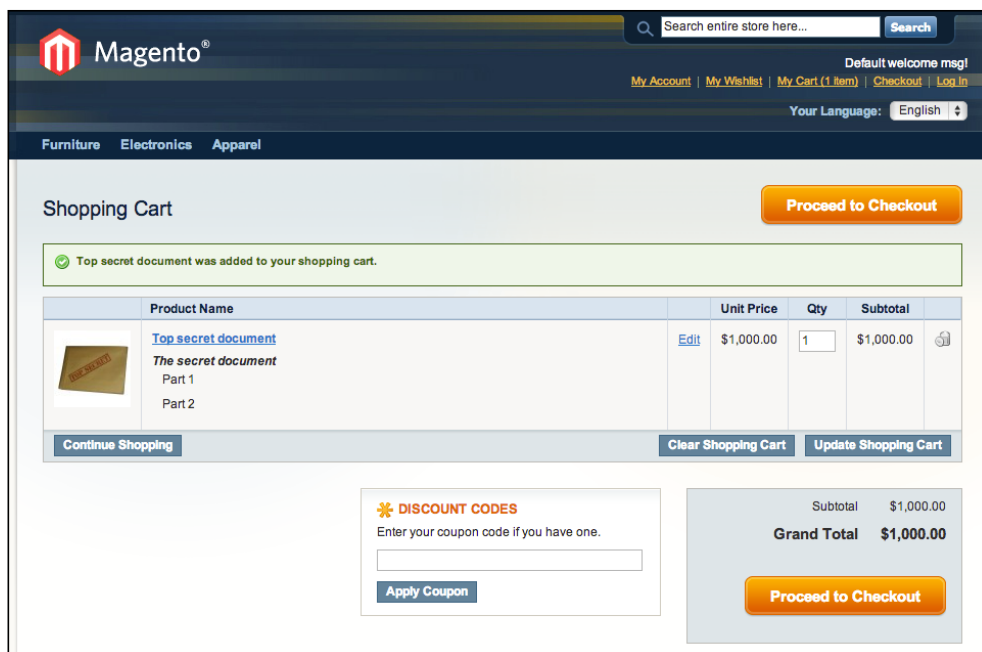 Magento®
Search entire store here...
Search
Default welcome msg!
My Account | My Wishlist | My Cart (1 item) | Checkout | Log In
Your Language: English
Furniture Electronics Apparel
Shopping Cart
Proceed to Checkout
Top secret document was added to your shopping cart.
Product Name Unit Price Qty Subtotal
Top secret document Edit $1,000.00 1 $1,000.00
TOP SECRET
The secret document
Part 1
Part 2
Continue Shopping Clear Shopping Cart Update Shopping Cart
DISCOUNT CODES
Enter your coupon code if you have one.
Apply Coupon
Subtotal $1,000.00
Grand Total $1,000.00
Proceed to Checkout